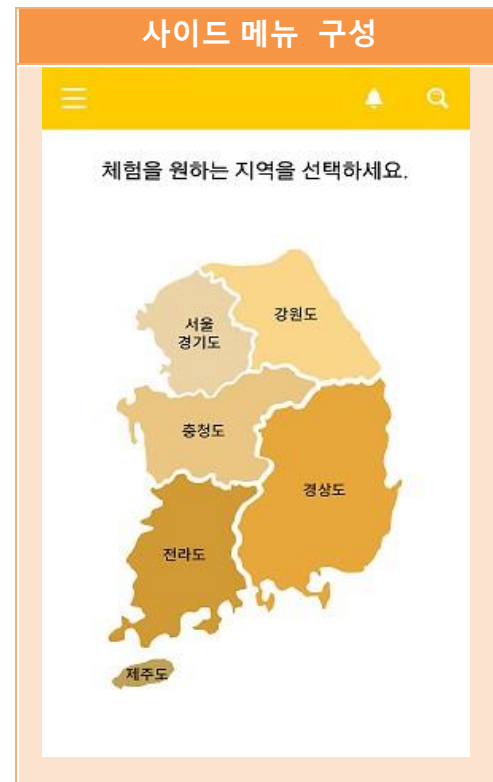 사이드 메뉴 구성
체험을 원하는 지역을 선택하세요.
강원도
서울
경기도
충청도
경상도
전라도
제주도